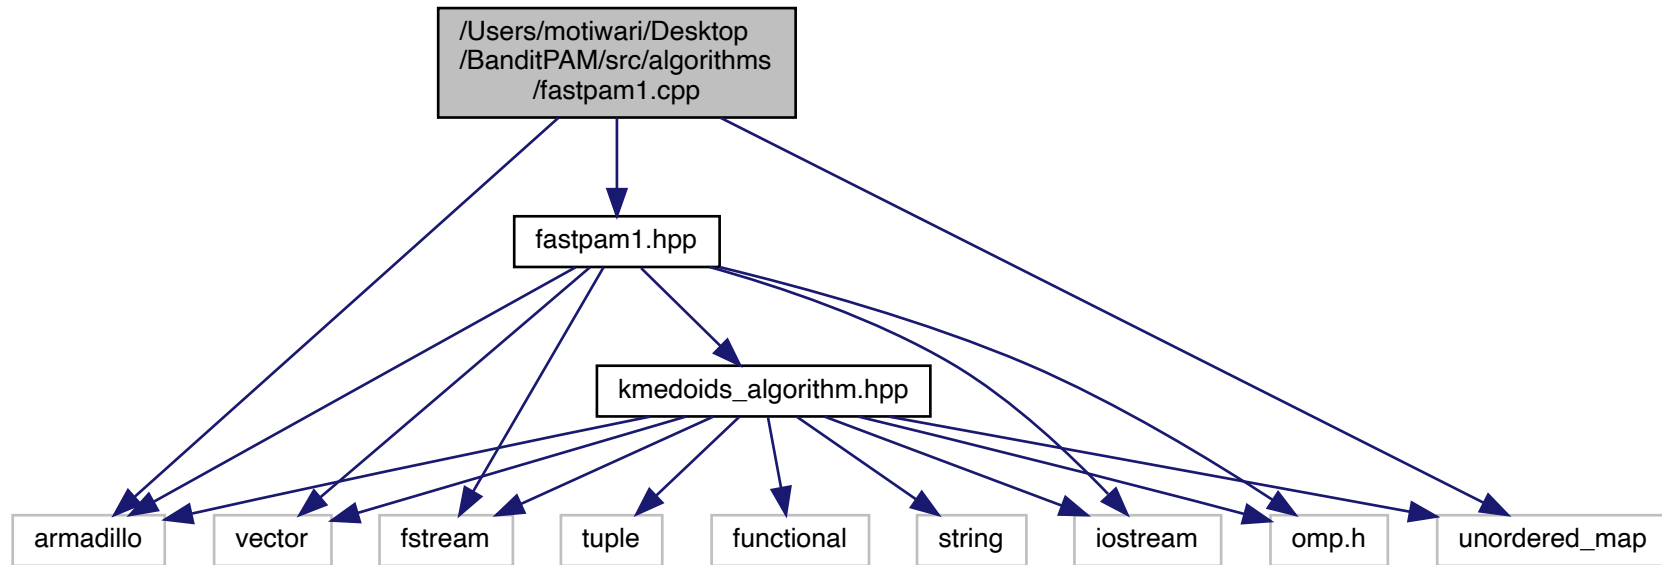 /Users/motiwari/Desktop
/BanditPAM/src/algorithms
/fastpam1.cpp
fastpam1.hpp
kmedoids_algorithm.hpp
armadillo
vector
fstream
tuple
functional
string
iostream
omp.h
unordered_map